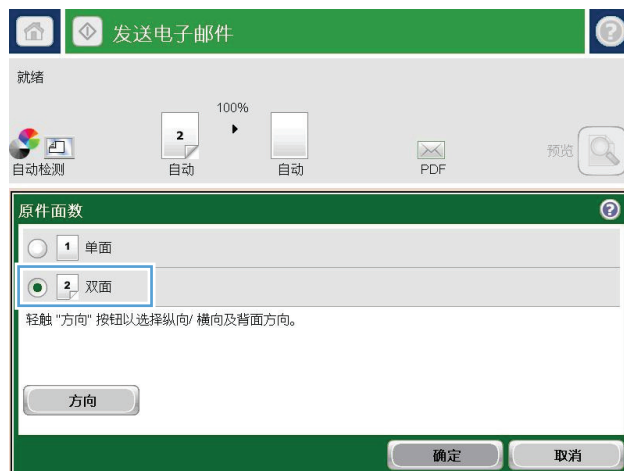 发送电子邮件
?
就绪
100%
2
自动检测 自动 自动 PDF 预览
原件面数 ?
1 单面
2 双面
轻触 "方向" 按钮以选择纵向/ 横向及背面方向。
方向
确定 取消